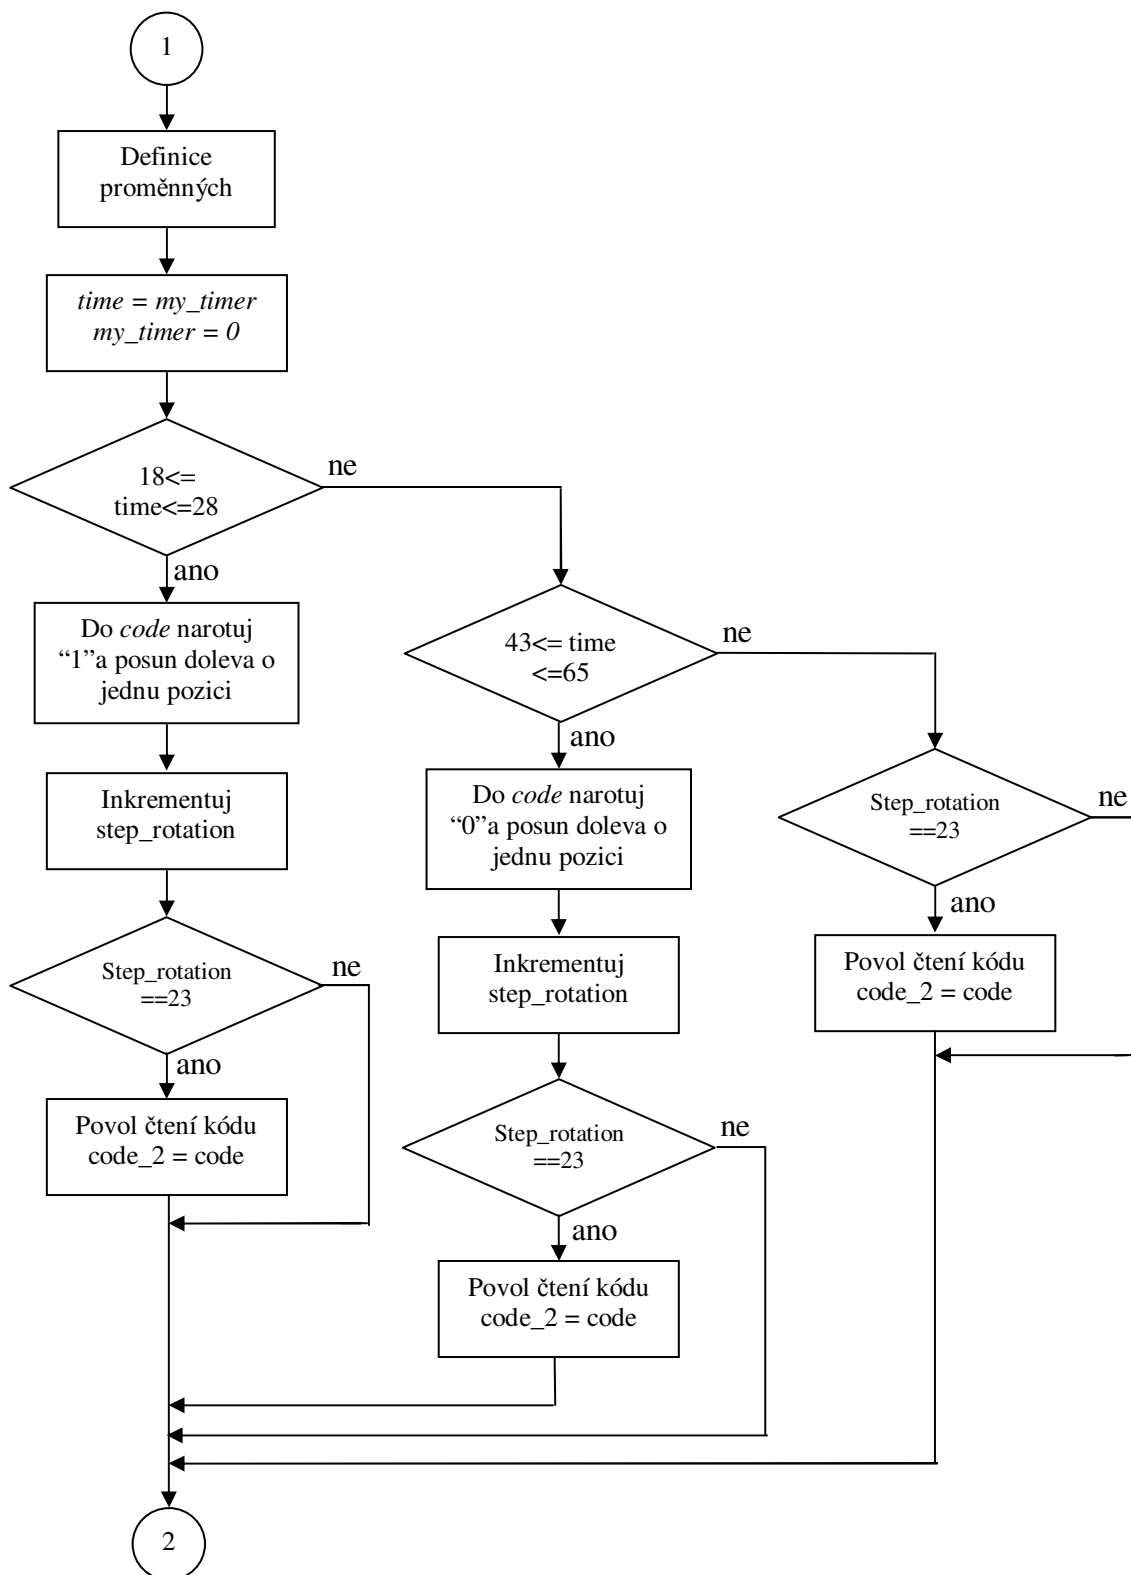 1
Definice
proměnných
time = my_timer
my_timer = 0
18<=
time<=28
ne
ano
Do code narotuj
“1”a posun doleva o
jednu pozici
Inkrementuj
step_rotation
Step_rotation
==23
ne
ano
Povol čtení kódu
code_2 = code
43<= time
<=65
ne
ano
Do code narotuj
“0”a posun doleva o
jednu pozici
Inkrementuj
step_rotation
Step_rotation
==23
ne
ano
Povol čtení kódu
code_2 = code
Step_rotation
==23
ne
ano
Povol čtení kódu
code_2 = code
2